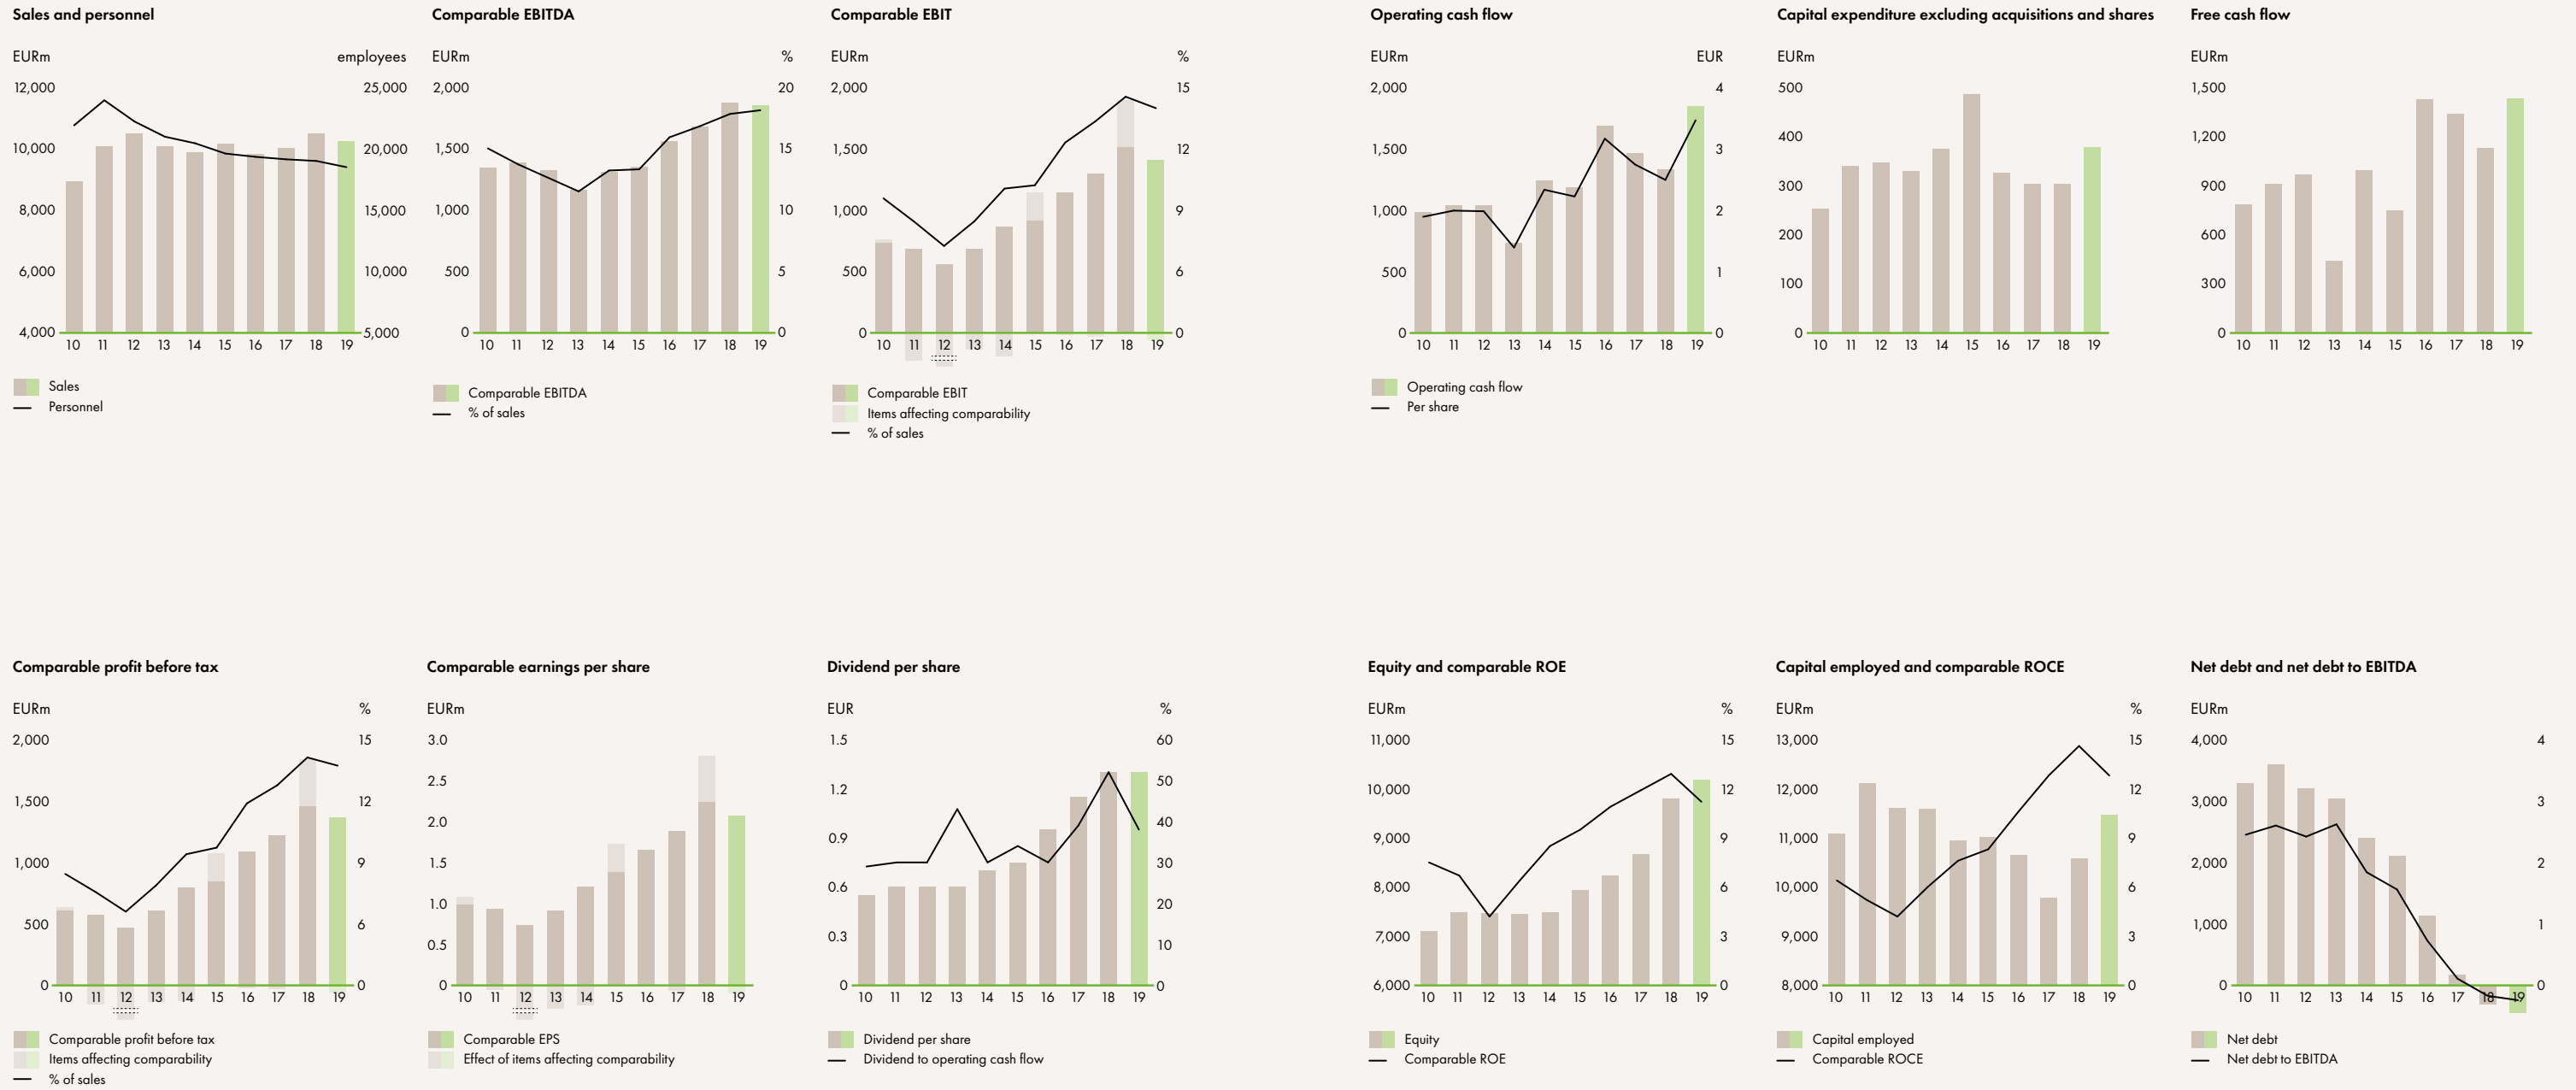 Sales and personnel
EURm employees
12,000 25,000
10,000 20,000
8,000 15,000
6,000 10,000
4,000 5,000
10 11 12 13 14 15 16 17 18 19
Sales
Personnel
Comparable EBITDA
EURm %
2,000 20
1,500 15
1,000 10
500 5
0 0
10 11 12 13 14 15 16 17 18 19
Comparable EBITDA
% of sales
Comparable EBIT
EURm %
2,000 15
1,500 12
1,000 9
500 6
0 0
10 11 12 13 14 15 16 17 18 19
Comparable EBIT
Items affecting comparability
% of sales
Operating cash flow
EURm EUR
2,000 4
1,500 3
1,000 2
500 1
0 0
10 11 12 13 14 15 16 17 18 19
Operating cash flow
Per share
Capital expenditure excluding acquisitions and shares
EURm
500
400
300
200
100
0
10 11 12 13 14 15 16 17 18 19
Free cash flow
EURm
1,500
1,200
900
600
300
0
10 11 12 13 14 15 16 17 18 19
Comparable profit before tax
EURm %
2,000 15
1,500 12
1,000 9
500 6
0 0
10 11 12 13 14 15 16 17 18 19
Comparable profit before tax
Items affecting comparability
% of sales
Comparable earnings per share
EURm
3.0
2.5
2.0
1.5
1.0
0.5
0
10 11 12 13 14 15 16 17 18 19
Comparable EPS
Effect of items affecting comparability
Dividend per share
EUR %
1.5 60
1.2 50
0.9 40
0.6 30
0.3 20
0 10
0
10 11 12 13 14 15 16 17 18 19
Dividend per share
Dividend to operating cash flow
Equity and comparable ROE
EURm %
11,000 15
10,000 12
9,000 9
8,000 6
7,000 3
6,000 0
10 11 12 13 14 15 16 17 18 19
Equity
Comparable ROE
Capital employed and comparable ROCE
EURm %
13,000 15
12,000 12
11,000 9
10,000 6
9,000 3
8,000 0
10 11 12 13 14 15 16 17 18 19
Capital employed
Comparable ROCE
Net debt and net debt to EBITDA
EURm
4,000 4
3,000 3
2,000 2
1,000 1
0 0
10 11 12 13 14 15 16 17 18 19
Net debt
Net debt to EBITDA